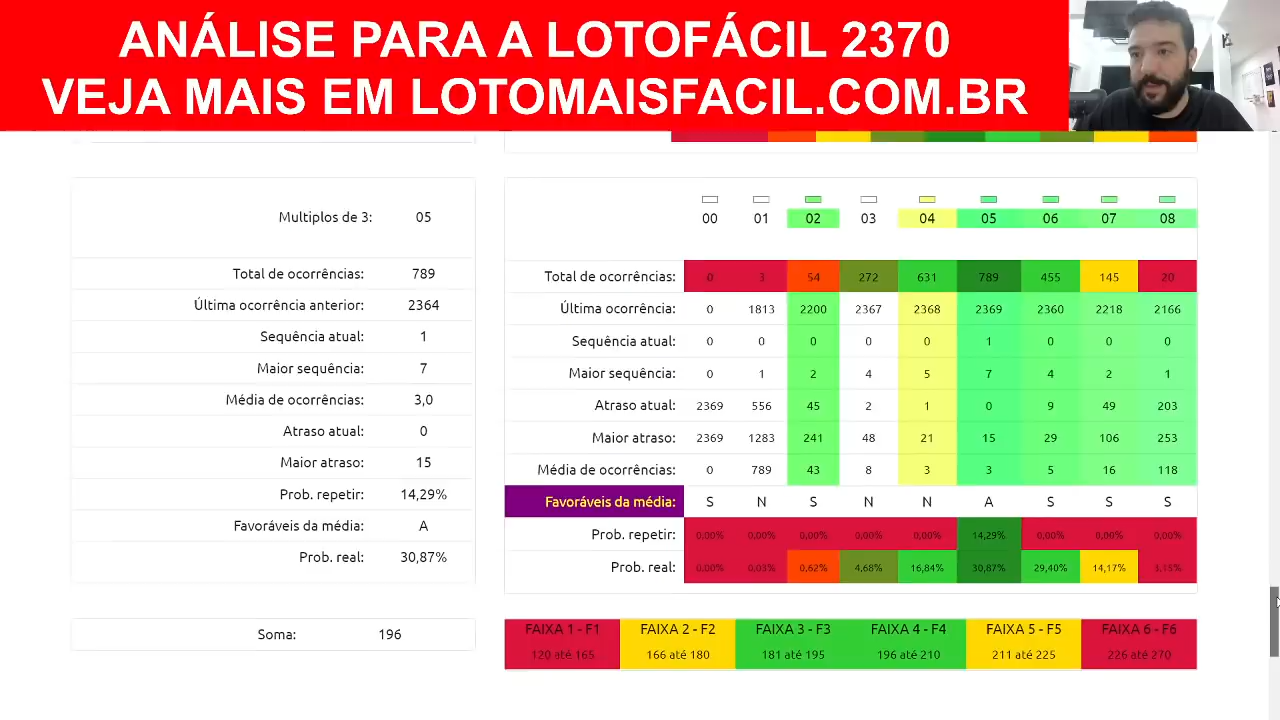 ANÁLISE PARA A LOTOFÁCIL 2370
VEJA MAIS EM LOTOMAISFACIL.COM.BR
Multiplos de 3: 05
Total de ocorrências: 789
Última ocorrência anterior: 2364
Sequência atual: 1
Maior sequência: 7
Média de ocorrências: 3,0
Atraso atual: 0
Maior atraso: 15
Prob. repetir: 14,29%
Favoráveis da média: A
Prob. real: 30,87%
Soma: 196
00 01 02 03 04 05 06 07 08
Total de ocorrências: 0 3 54 272 631 789 455 145 20
Última ocorrência: 0 1813 2200 2367 2368 2369 2360 2218 2166
Sequência atual: 0 0 0 0 0 1 0 0 0
Maior sequência: 0 1 2 4 5 7 4 2 1
Atraso atual: 2369 556 45 2 1 0 9 49 203
Maior atraso: 2369 1283 241 48 21 15 29 106 253
Média de ocorrências: 0 789 43 8 3 3 5 16 118
Favoráveis da média: S N S N N A S S S
Prob. repetir: 0,00% 0,00% 0,00% 0,00% 0,00% 14,29% 0,00% 0,00% 0,00%
Prob. real: 0,00% 0,03% 0,62% 4,68% 16,84% 30,87% 29,40% 14,17% 3,15%
FAIXA 1 - F1 FAIXA 2 - F2 FAIXA 3 - F3 FAIXA 4 - F4 FAIXA 5 - F5 FAIXA 6 - F6
120 até 165 166 até 180 181 até 195 196 até 210 211 até 225 226 até 270